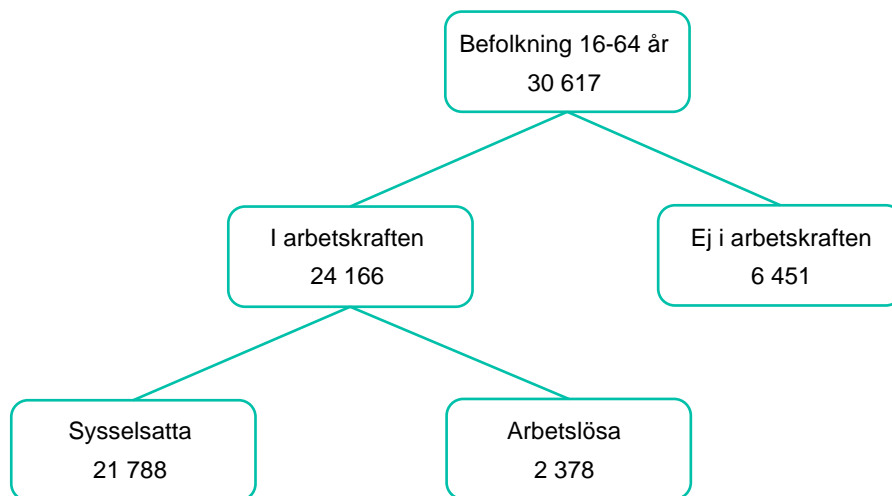 Befolkning 16-64 år
30 617
I arbetskraften
24 166
Ej i arbetskraften
6 451
Sysselsatta
21 788
Arbetslösa
2 378